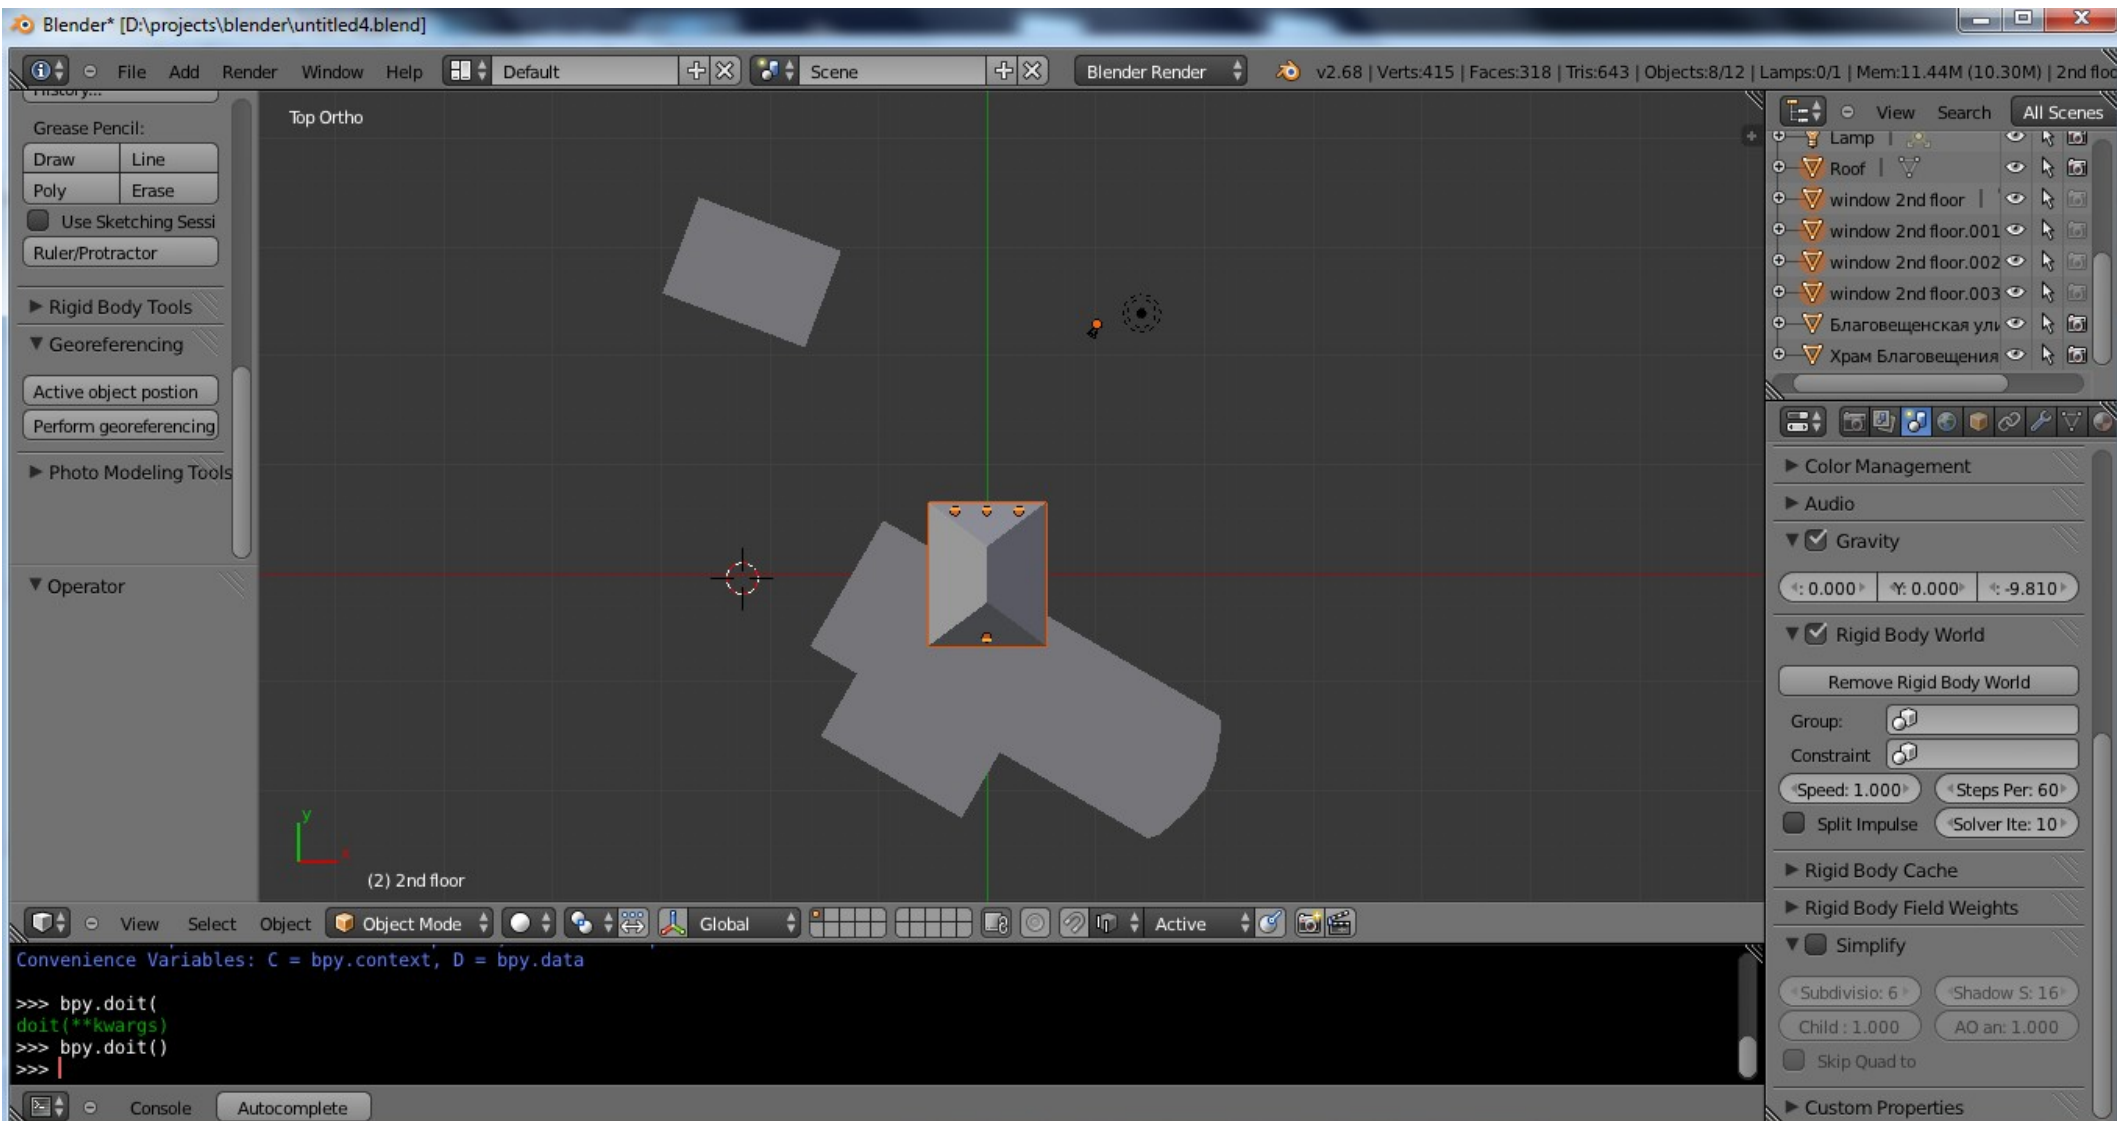 Blender* [D:\projects\blender\untitled4.blend]
File Add Render Window Help Default Scene Blender Render v2.68 | Verts:415 | Faces:318 | Tris:643 | Objects:8/12 | Lamps:0/1 | Mem:11.44M (10.30M) | 2nd floo
History...
Grease Pencil:
Draw Line
Poly Erase
Use Sketching Sessi
Ruler/Protractor
Rigid Body Tools
Georeferencing
Active object postion
Perform georeferencing
Photo Modeling Tools
Operator
Top Ortho
y
x
(2) 2nd floor
View Search All Scenes
Lamp
Roof
window 2nd floor
window 2nd floor.001
window 2nd floor.002
window 2nd floor.003
Благовещенская ули
Храм Благовещения
Color Management
Audio
Gravity
: 0.000 Y: 0.000 : -9.810
Rigid Body World
Remove Rigid Body World
Group:
Constraint
Speed: 1.000 Steps Per: 60
Split Impulse Solver Ite: 10
Rigid Body Cache
Rigid Body Field Weights
Simplify
Subdivisio: 6 Shadow S: 16
Child : 1.000 AO an: 1.000
Skip Quad to
Custom Properties
View Select Object Object Mode Global Active
Convenience Variables: C = bpy.context, D = bpy.data
>>> bpy.doit(
doit(**kwargs)
>>> bpy.doit()
>>>
Console Autocomplete